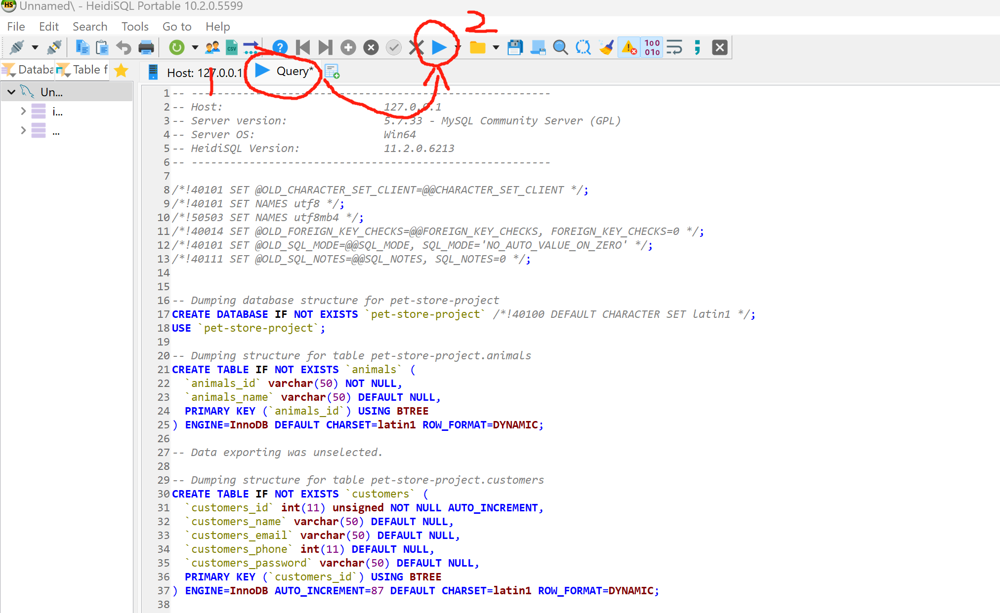 HS Unnamed\ - HeidiSQL Portable 10.2.0.5599
File Edit Search Tools Go to Help
2
CSV ? 100 010 ;
Databa Table f
Host: 127.0.0.1 Query*
1
Un...
i...
...
1 -- --------------------------------------------------------
2 -- Host: 127.0.0.1
3 -- Server version: 5.7.33 - MySQL Community Server (GPL)
4 -- Server OS: Win64
5 -- HeidiSQL Version: 11.2.0.6213
6 -- --------------------------------------------------------
7
8 /*!40101 SET @OLD_CHARACTER_SET_CLIENT=@@CHARACTER_SET_CLIENT */;
9 /*!40101 SET NAMES utf8 */;
10 /*!50503 SET NAMES utf8mb4 */;
11 /*!40014 SET @OLD_FOREIGN_KEY_CHECKS=@@FOREIGN_KEY_CHECKS, FOREIGN_KEY_CHECKS=0 */;
12 /*!40101 SET @OLD_SQL_MODE=@@SQL_MODE, SQL_MODE='NO_AUTO_VALUE_ON_ZERO' */;
13 /*!40111 SET @OLD_SQL_NOTES=@@SQL_NOTES, SQL_NOTES=0 */;
14
15
16 -- Dumping database structure for pet-store-project
17 CREATE DATABASE IF NOT EXISTS `pet-store-project` /*!40100 DEFAULT CHARACTER SET latin1 */;
18 USE `pet-store-project`;
19
20 -- Dumping structure for table pet-store-project.animals
21 CREATE TABLE IF NOT EXISTS `animals` (
22 `animals_id` varchar(50) NOT NULL,
23 `animals_name` varchar(50) DEFAULT NULL,
24 PRIMARY KEY (`animals_id`) USING BTREE
25 ) ENGINE=InnoDB DEFAULT CHARSET=latin1 ROW_FORMAT=DYNAMIC;
26
27 -- Data exporting was unselected.
28
29 -- Dumping structure for table pet-store-project.customers
30 CREATE TABLE IF NOT EXISTS `customers` (
31 `customers_id` int(11) unsigned NOT NULL AUTO_INCREMENT,
32 `customers_name` varchar(50) DEFAULT NULL,
33 `customers_email` varchar(50) DEFAULT NULL,
34 `customers_phone` int(11) DEFAULT NULL,
35 `customers_password` varchar(50) DEFAULT NULL,
36 PRIMARY KEY (`customers_id`) USING BTREE
37 ) ENGINE=InnoDB AUTO_INCREMENT=87 DEFAULT CHARSET=latin1 ROW_FORMAT=DYNAMIC;
38